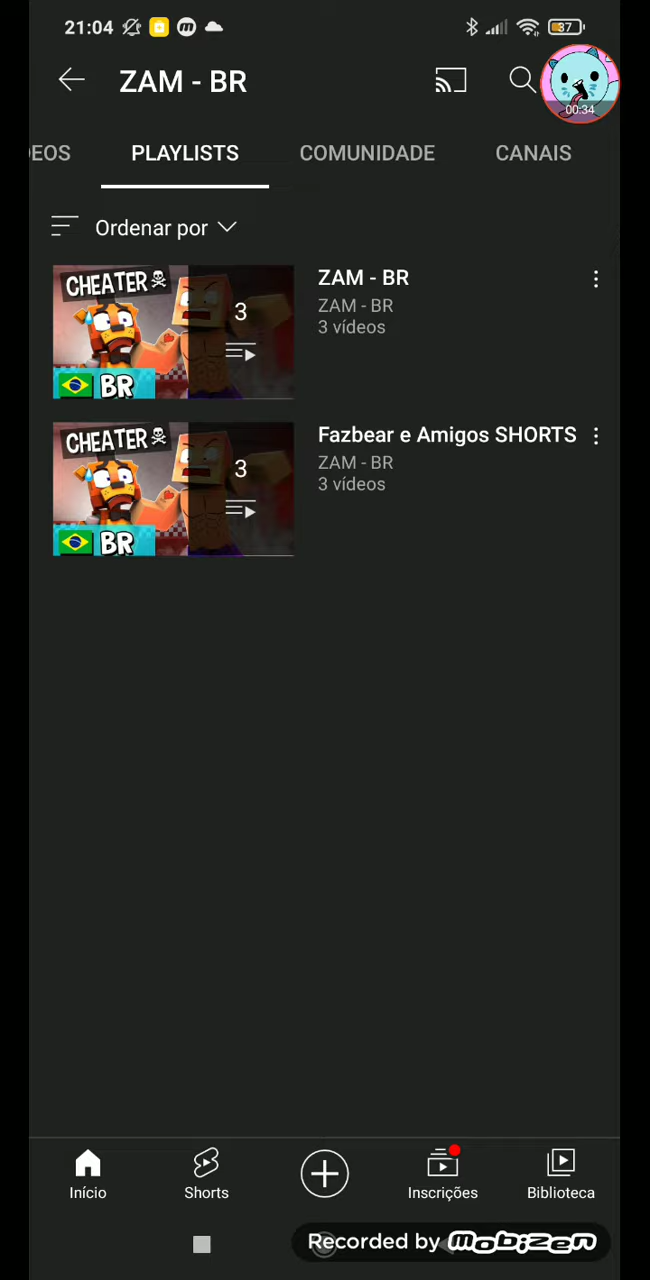 21:04
37
ZAM - BR
00:34
DEOS
PLAYLISTS
COMUNIDADE
CANAIS
Ordenar por
CHEATER
BR
3
ZAM - BR
ZAM - BR
3 vídeos
CHEATER
BR
3
Fazbear e Amigos SHORTS
ZAM - BR
3 vídeos
Início
Shorts
Inscrições
Biblioteca
Recorded by mobizen